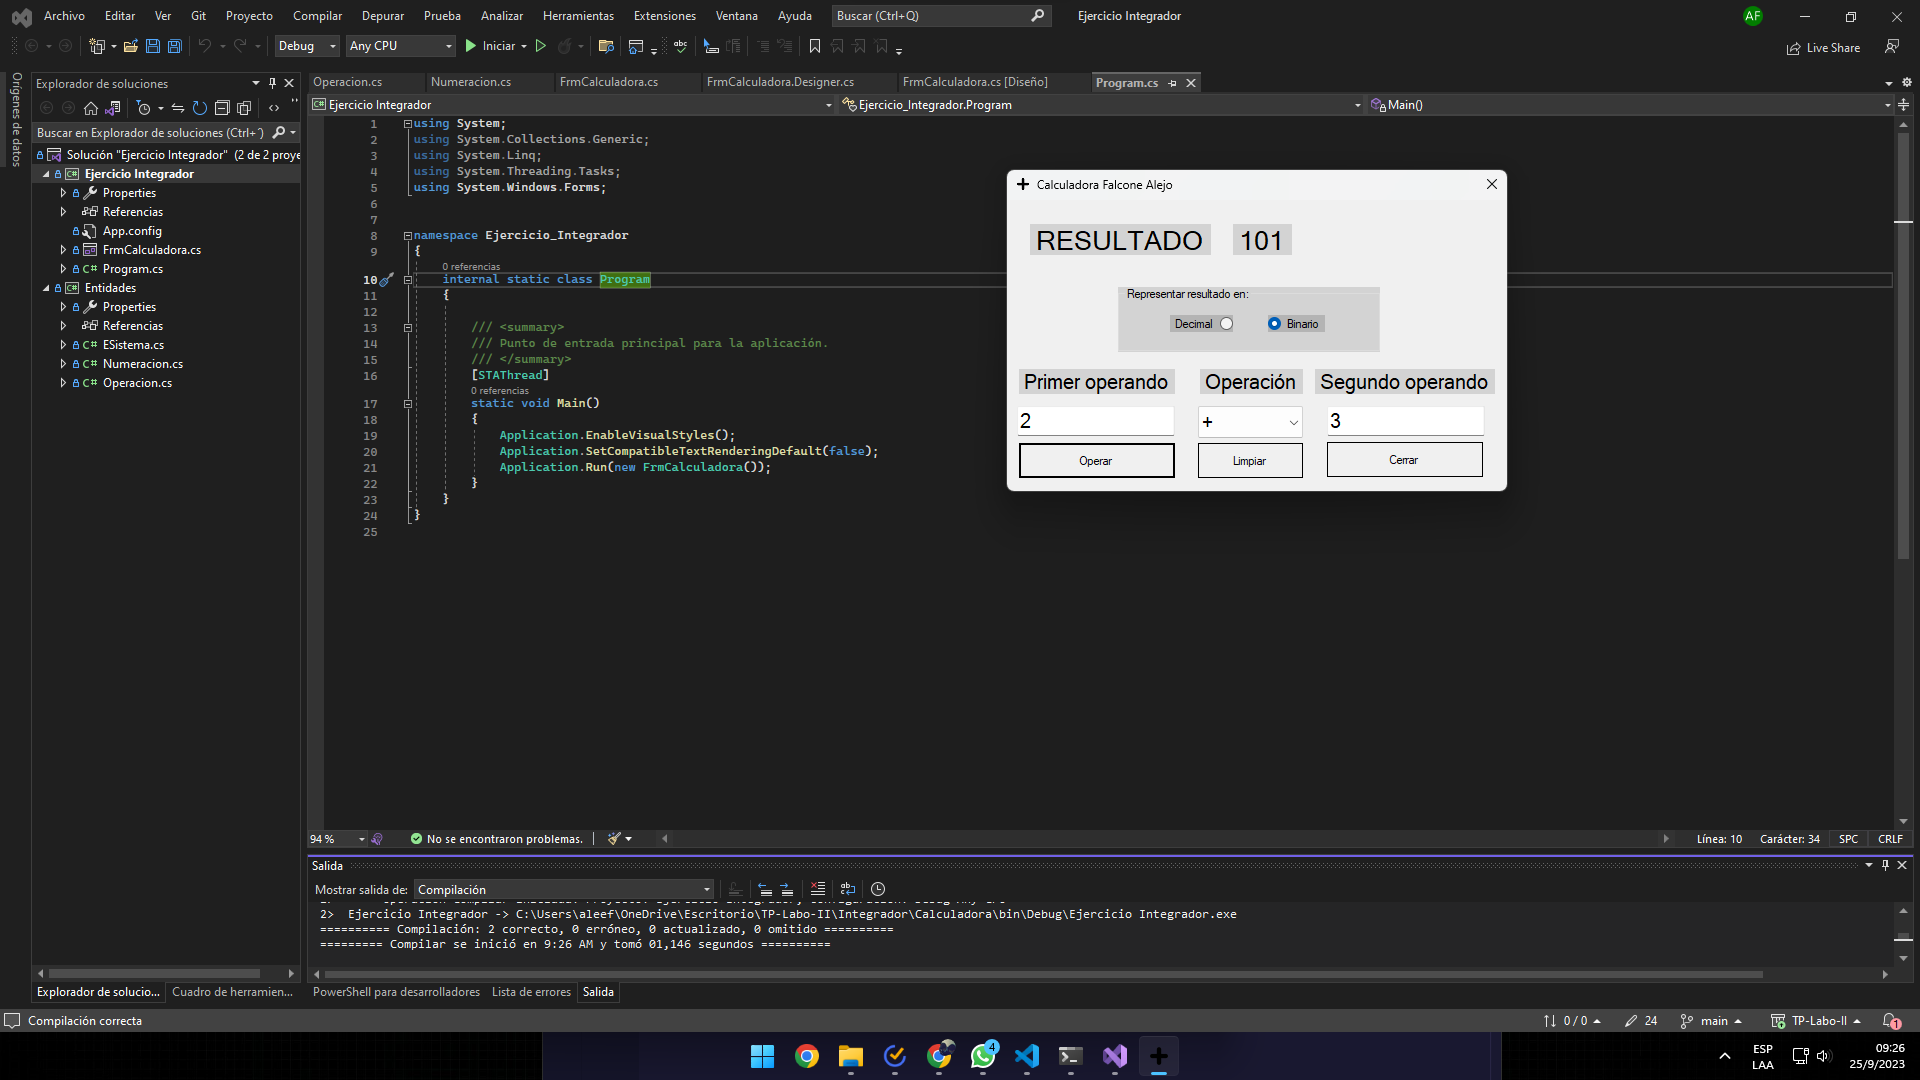 Archivo Editar Ver Git Proyecto Compilar Depurar Prueba Analizar Herramientas Extensiones Ventana Ayuda Buscar (Ctrl+Q) Ejercicio Integrador AF
Debug Any CPU Iniciar Live Share
Orígenes de datos
Explorador de soluciones
Buscar en Explorador de soluciones (Ctrl+´)
Solución "Ejercicio Integrador" (2 de 2 proye
Ejercicio Integrador
Properties
Referencias
App.config
FrmCalculadora.cs
C# Program.cs
Entidades
Properties
Referencias
C# ESistema.cs
C# Numeracion.cs
C# Operacion.cs
Explorador de solucio... Cuadro de herramien...
Operacion.cs Numeracion.cs FrmCalculadora.cs FrmCalculadora.Designer.cs FrmCalculadora.cs [Diseño] Program.cs
Ejercicio Integrador Ejercicio_Integrador.Program Main()
1 using System;
2 using System.Collections.Generic;
3 using System.Linq;
4 using System.Threading.Tasks;
5 using System.Windows.Forms;
6
7
8 namespace Ejercicio_Integrador
9 {
0 referencias
10 internal static class Program
11 {
12
13 /// <summary>
14 /// Punto de entrada principal para la aplicación.
15 /// </summary>
16 [STAThread]
0 referencias
17 static void Main()
18 {
19 Application.EnableVisualStyles();
20 Application.SetCompatibleTextRenderingDefault(false);
21 Application.Run(new FrmCalculadora());
22 }
23 }
24 }
25
Calculadora Falcone Alejo
RESULTADO 101
Representar resultado en:
Decimal Binario
Primer operando Operación Segundo operando
2 + 3
Operar Limpiar Cerrar
94 % No se encontraron problemas. Línea: 10 Carácter: 34 SPC CRLF
Salida
Mostrar salida de: Compilación
2> Ejercicio Integrador -> C:\Users\aleef\OneDrive\Escritorio\TP-Labo-II\Integrador\Calculadora\bin\Debug\Ejercicio Integrador.exe
========== Compilación: 2 correcto, 0 erróneo, 0 actualizado, 0 omitido ==========
========= Compilar se inició en 9:26 AM y tomó 01,146 segundos ==========
PowerShell para desarrolladores Lista de errores Salida
Compilación correcta 0 / 0 24 main TP-Labo-II 1
4
ESP
LAA
09:26
25/9/2023